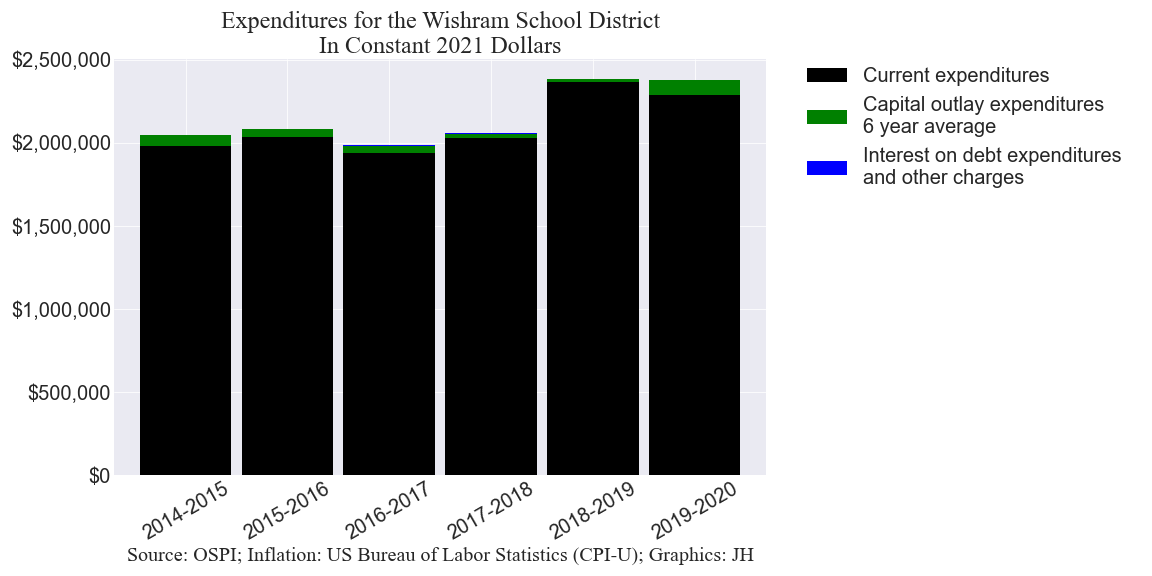 Expenditures for the Wishram School District
In Constant 2021 Dollars
$2,500,000
$2,000,000
$1,500,000
$1,000,000
$500,000
$0
2014-2015
2015-2016
2016-2017
2017-2018
2018-2019
2019-2020
Current expenditures
Capital outlay expenditures
6 year average
Interest on debt expenditures
and other charges
Source: OSPI; Inflation: US Bureau of Labor Statistics (CPI-U); Graphics: JH